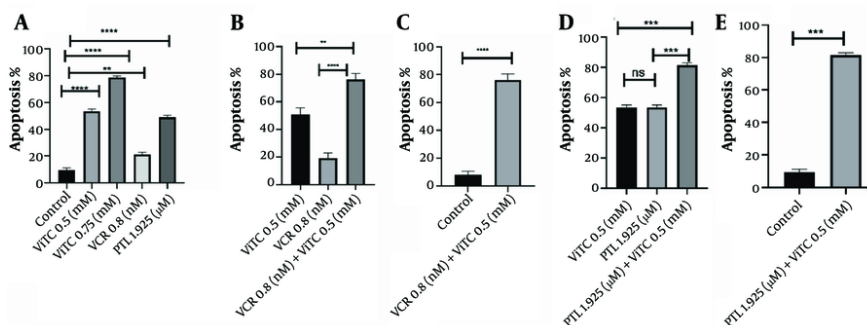 A
Apoptosis %
100
80
60
40
20
0
****
****
**
****
Control
ViTC 0.5 (mM)
VITC 0.75 (mM)
VCR 0.8 (nM)
PTL 1.925 (μM)
B
Apoptosis %
100
80
60
40
20
0
**
****
VITC 0.5 (mM)
VCR 0.8 (nM)
VCR 0.8 (nM) + VITC 0.5 (mM)
C
Apoptosis %
100
80
60
40
20
0
****
Control
VCR 0.8 (nM) + VITC 0.5 (mM)
D
Apoptosis %
100
80
60
40
20
0
***
***
ns
VITC 0.5 (mM)
PTL 1.925 (μM)
PTL 1.925 (μM) + VITC 0.5 (mM)
E
Apoptosis %
100
80
60
40
20
0
***
Control
PTL 1.925 (μM) + VITC 0.5 (mM)